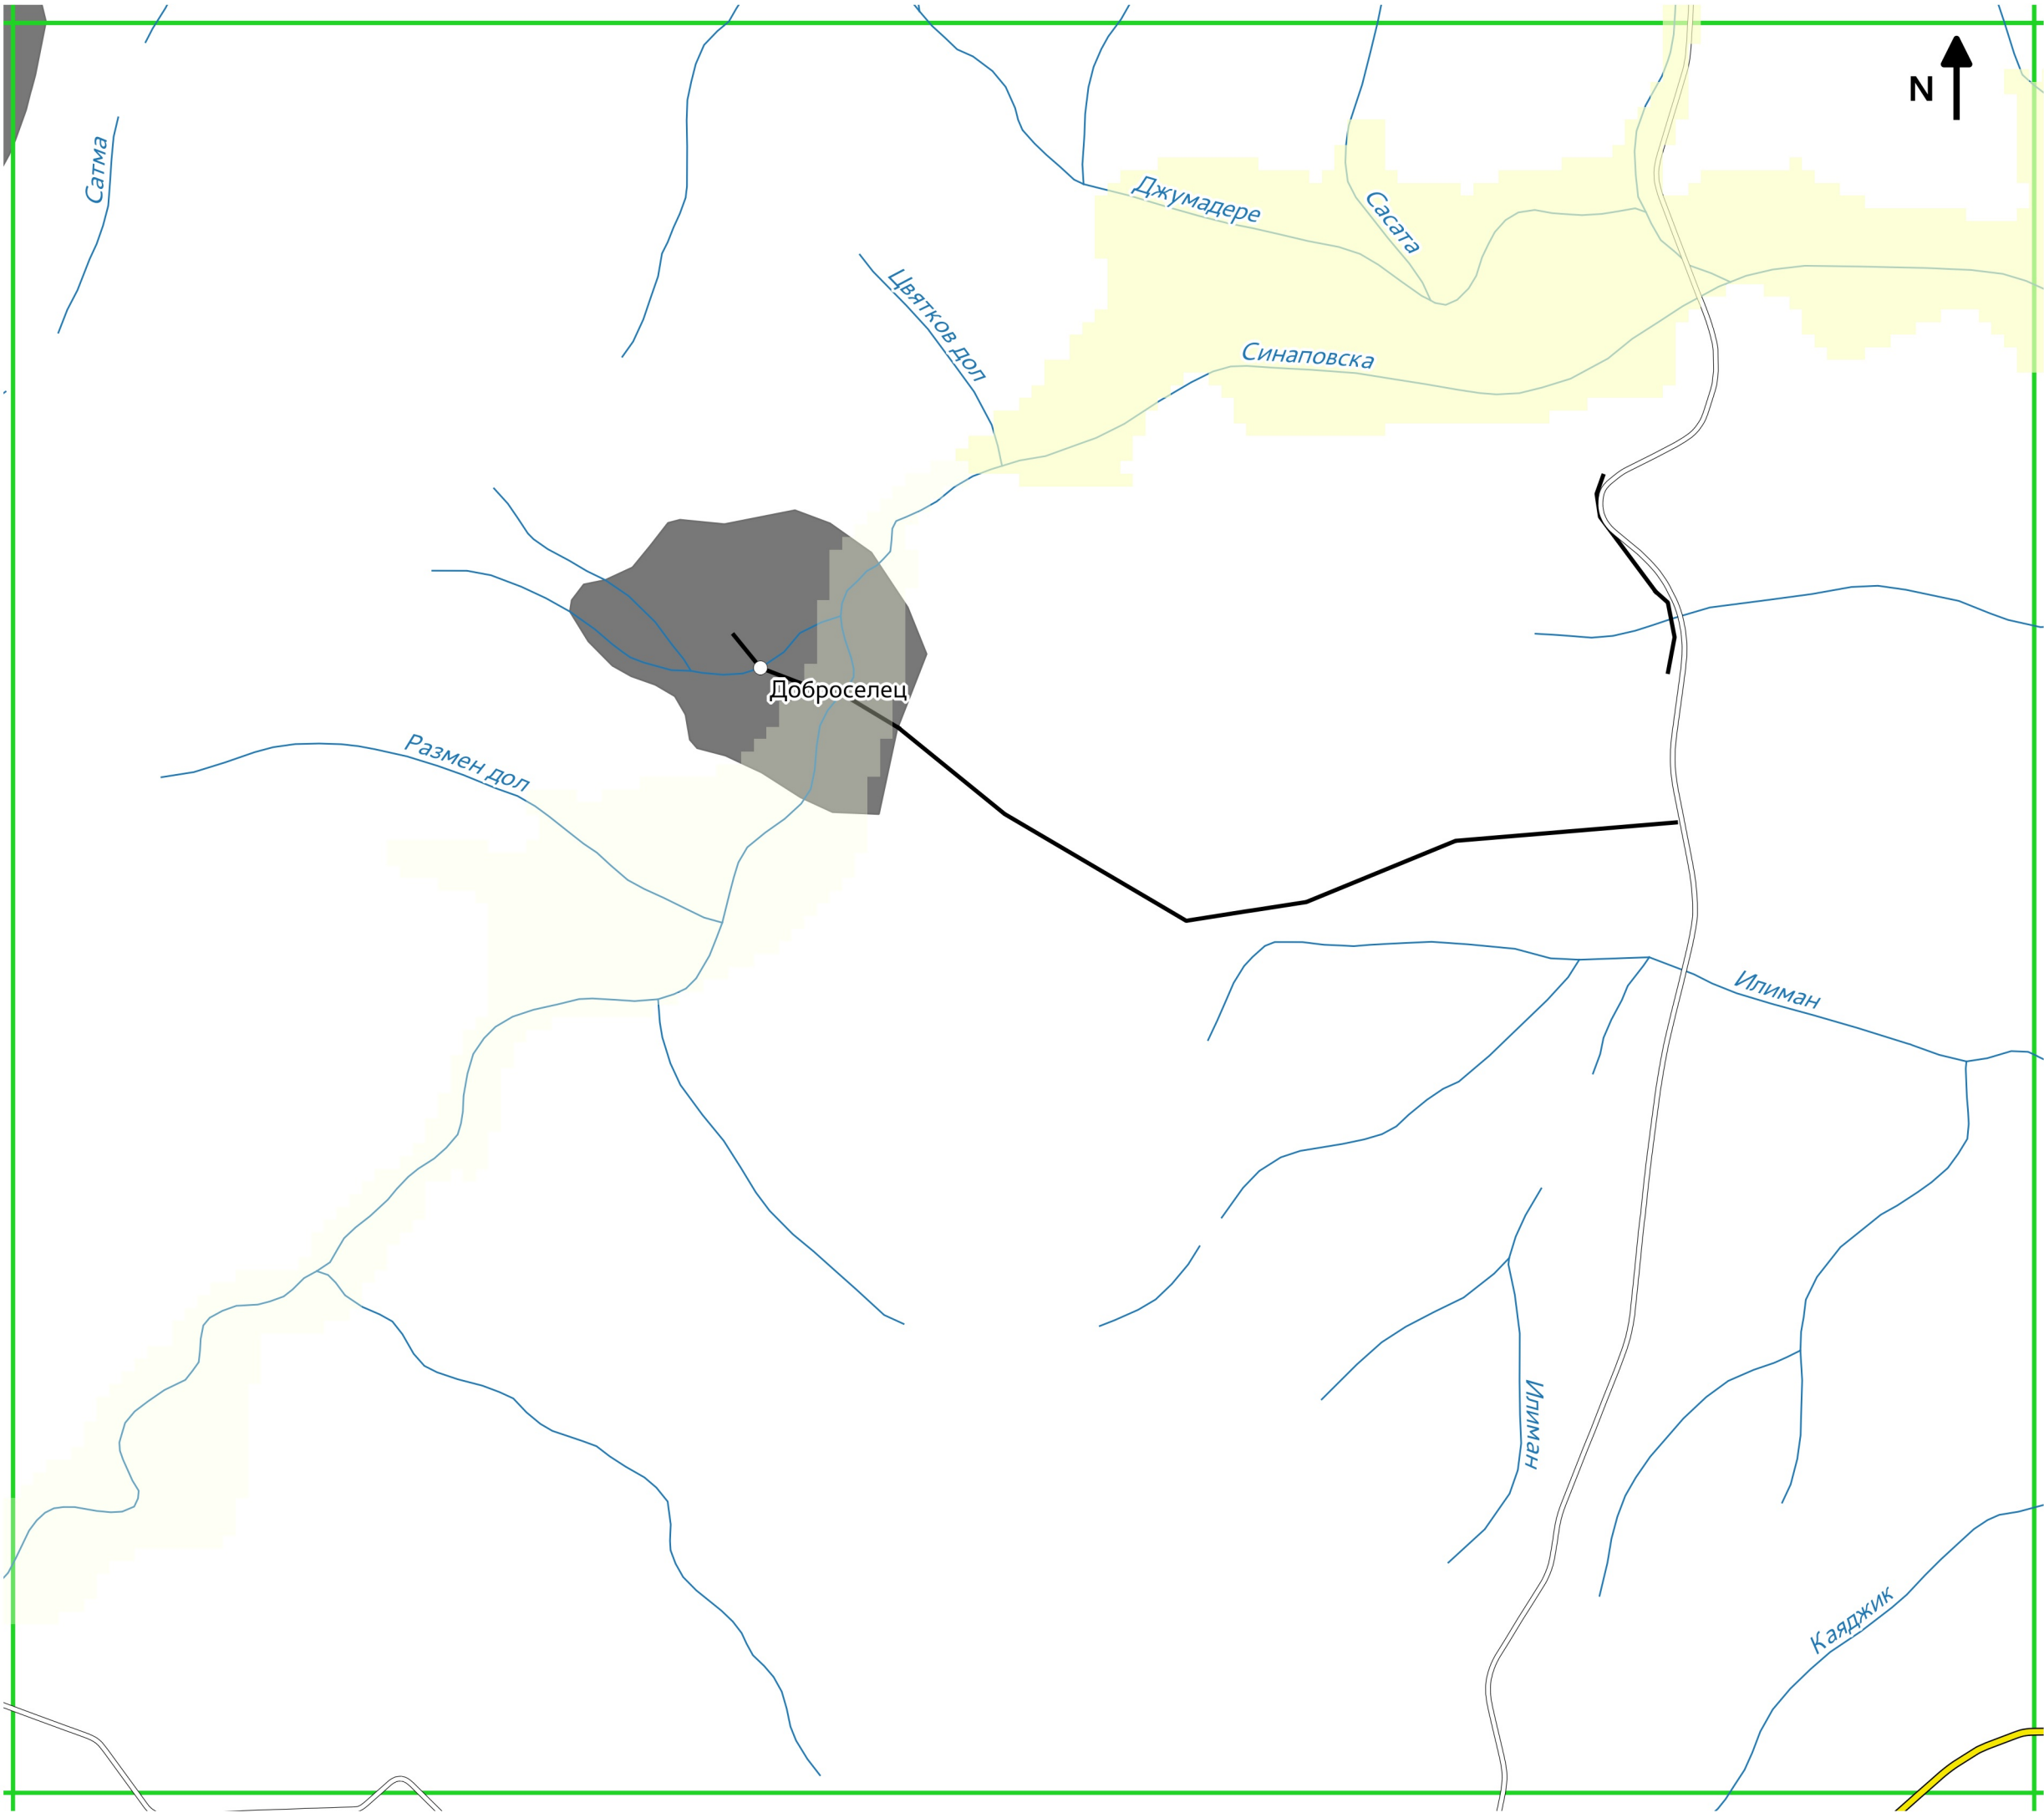 N
Сатма
Джумадере
Сасата
Цвятков дол
Синаповска
Доброселец
Размен дол
Илиман
Илиман
Каяджик